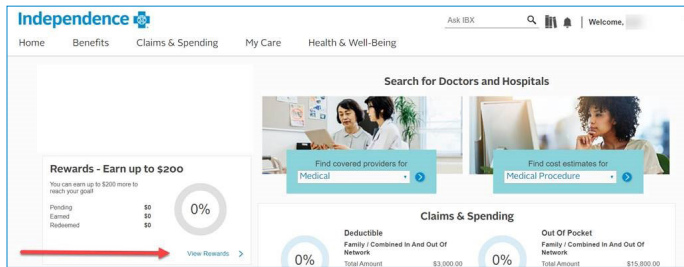 Independence
Ask IBX
Welcome,
Home Benefits Claims & Spending My Care Health & Well-Being
Search for Doctors and Hospitals
Find covered providers for
Medical
Find cost estimates for
Medical Procedure
Rewards - Earn up to $200
You can earn up to $200 more to
reach your goal!
Pending $0
Earned $0
Redeemed $0
0%
View Rewards
Claims & Spending
0%
Deductible
Family / Combined In And Out Of
Network
Total Amount $3,000.00
0%
Out Of Pocket
Family / Combined In And Out Of
Network
Total Amount $15,800.00